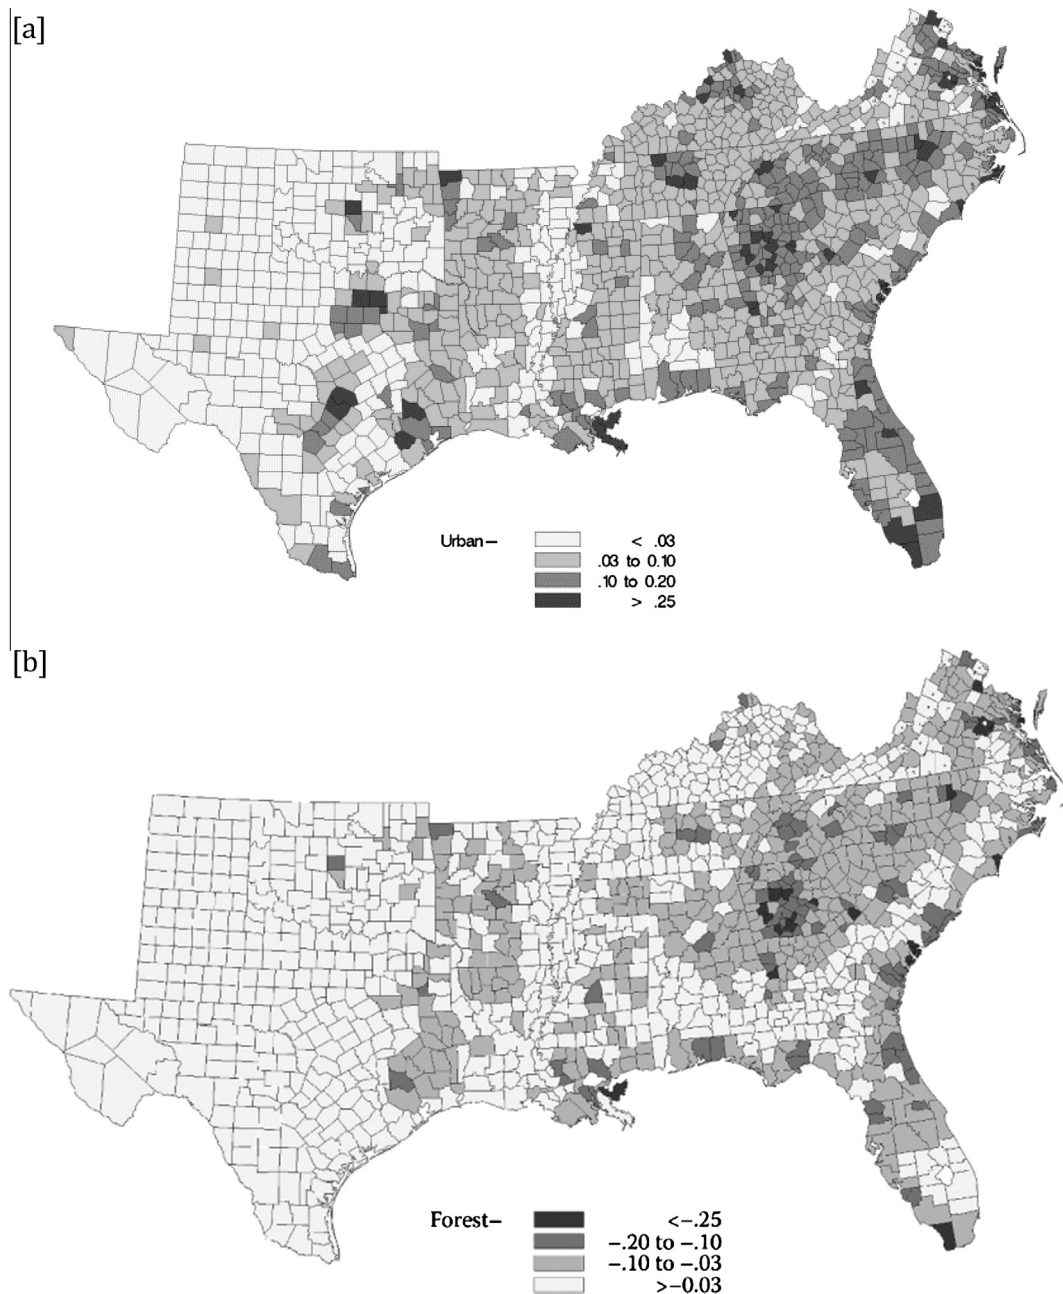 [a]
Urban–
< .03
.03 to 0.10
.10 to 0.20
> .25
[b]
Forest–
<–.25
–.20 to –.10
–.10 to –.03
>–0.03